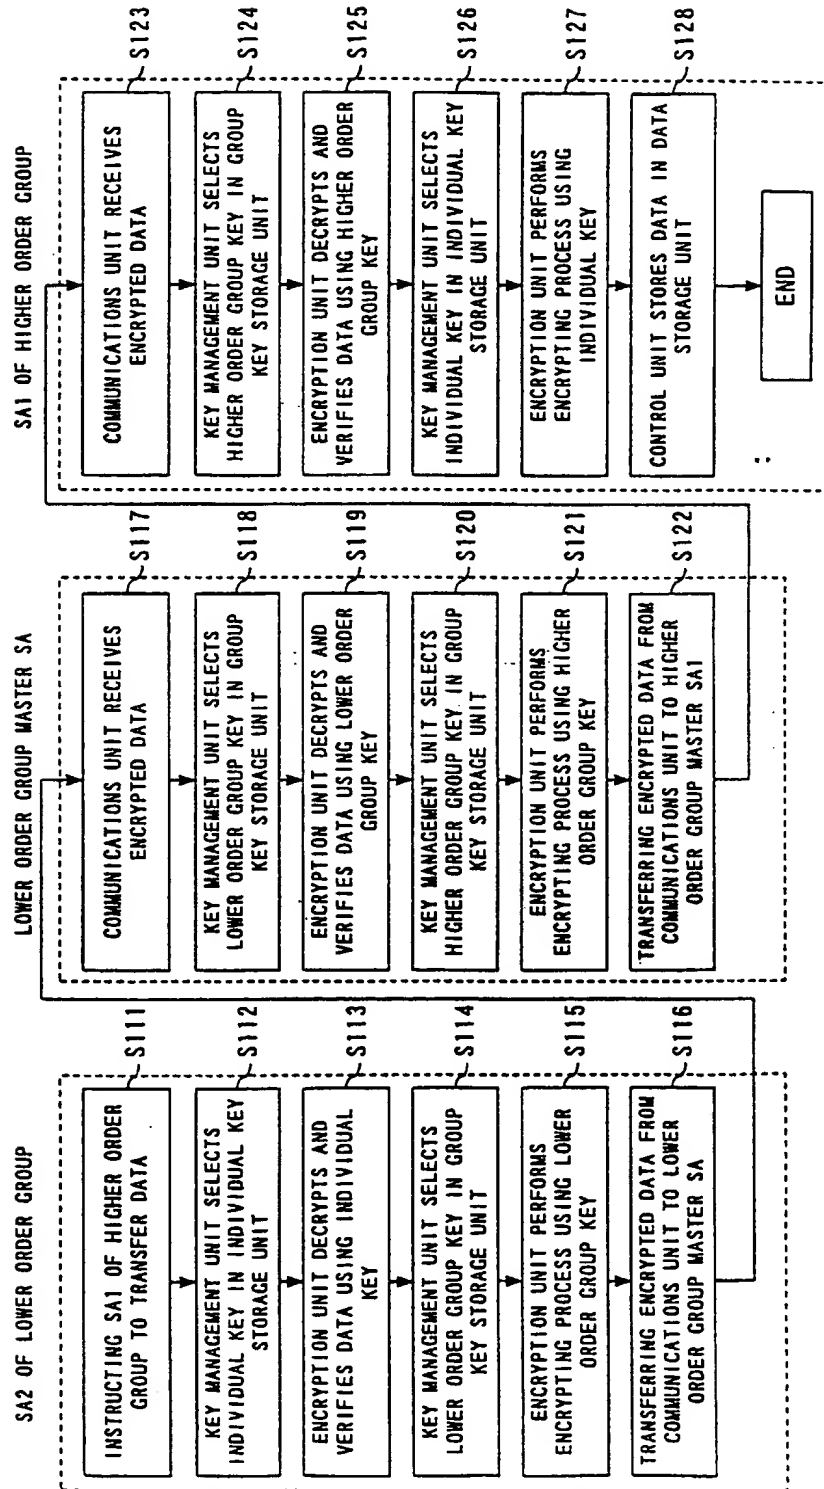 SA2 OF LOWER ORDER GROUP
INSTRUCTING SA1 OF HIGHER ORDER
GROUP TO TRANSFER DATA
S111
KEY MANAGEMENT UNIT SELECTS
INDIVIDUAL KEY IN INDIVIDUAL KEY
STORAGE UNIT
S112
ENCRYPTION UNIT DECRYPTS AND
VERIFIES DATA USING INDIVIDUAL
KEY
S113
KEY MANAGEMENT UNIT SELECTS
LOWER ORDER GROUP KEY IN GROUP
KEY STORAGE UNIT
S114
ENCRYPTION UNIT PERFORMS
ENCRYPTING PROCESS USING LOWER
ORDER GROUP KEY
S115
TRANSFERRING ENCRYPTED DATA FROM
COMMUNICATIONS UNIT TO LOWER
ORDER GROUP MASTER SA
S116
LOWER ORDER GROUP MASTER SA
COMMUNICATIONS UNIT RECEIVES
ENCRYPTED DATA
S117
KEY MANAGEMENT UNIT SELECTS
LOWER ORDER GROUP KEY IN GROUP
KEY STORAGE UNIT
S118
ENCRYPTION UNIT DECRYPTS AND
VERIFIES DATA USING LOWER ORDER
GROUP KEY
S119
KEY MANAGEMENT UNIT SELECTS
HIGHER ORDER GROUP KEY IN GROUP
KEY STORAGE UNIT
S120
ENCRYPTION UNIT PERFORMS
ENCRYPTING PROCESS USING HIGHER
ORDER GROUP KEY
S121
TRANSFERRING ENCRYPTED DATA FROM
COMMUNICATIONS UNIT TO HIGHER
ORDER GROUP MASTER SA1
S122
SA1 OF HIGHER ORDER GROUP
COMMUNICATIONS UNIT RECEIVES
ENCRYPTED DATA
S123
KEY MANAGEMENT UNIT SELECTS
HIGHER ORDER GROUP KEY IN GROUP
KEY STORAGE UNIT
S124
ENCRYPTION UNIT DECRYPTS AND
VERIFIES DATA USING HIGHER ORDER
GROUP KEY
S125
KEY MANAGEMENT UNIT SELECTS
INDIVIDUAL KEY IN INDIVIDUAL KEY
STORAGE UNIT
S126
ENCRYPTION UNIT PERFORMS
ENCRYPTING PROCESS USING
INDIVIDUAL KEY
S127
CONTROL UNIT STORES DATA IN DATA
STORAGE UNIT
S128
END